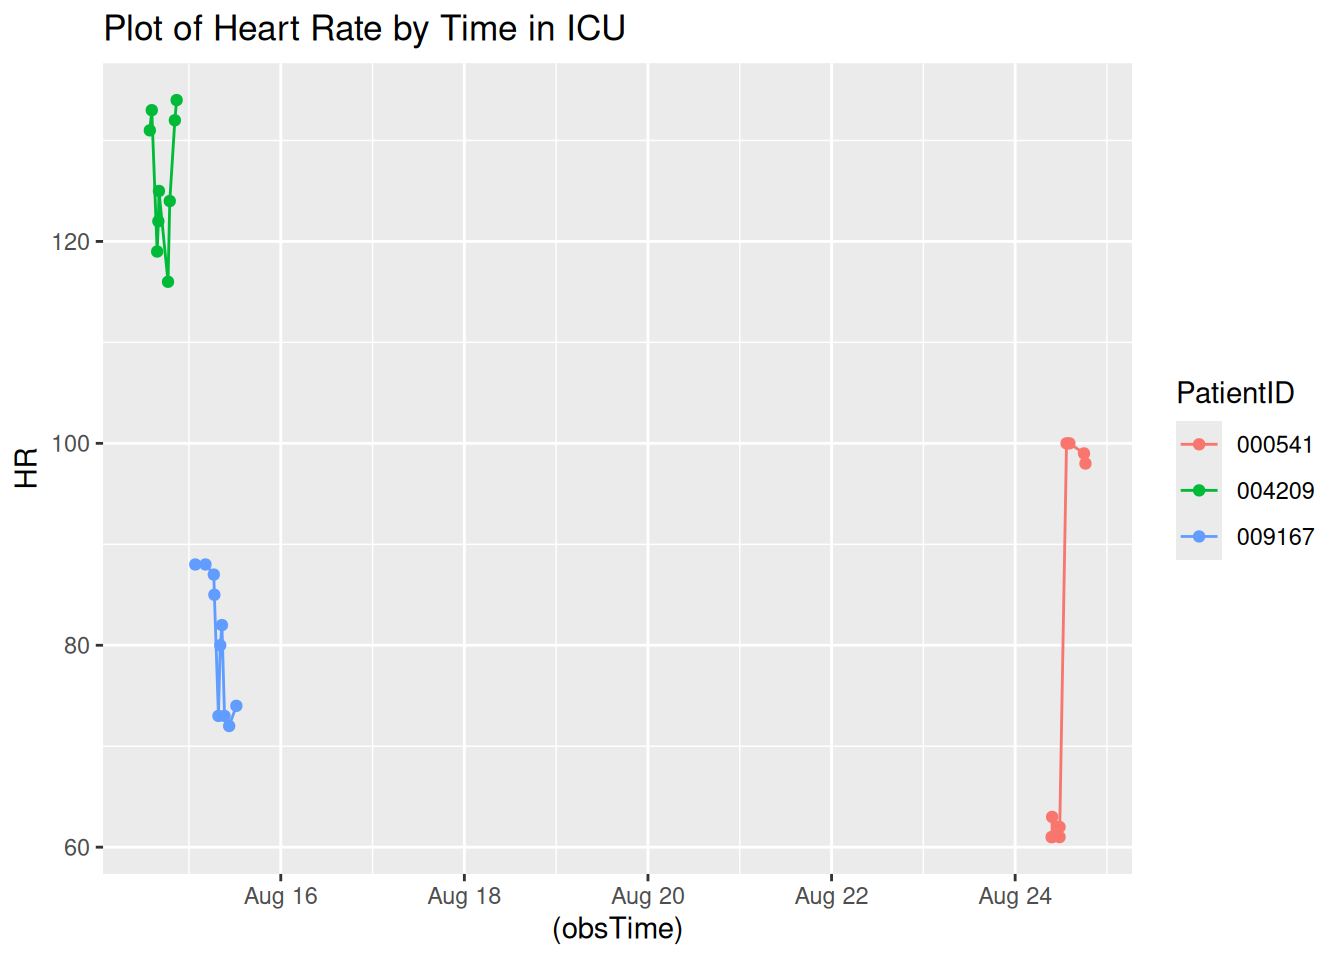 Plot of Heart Rate by Time in ICU
HR
120
100
80
60
Aug 16 Aug 18 Aug 20 Aug 22 Aug 24
(obsTime)
PatientID
000541
004209
009167